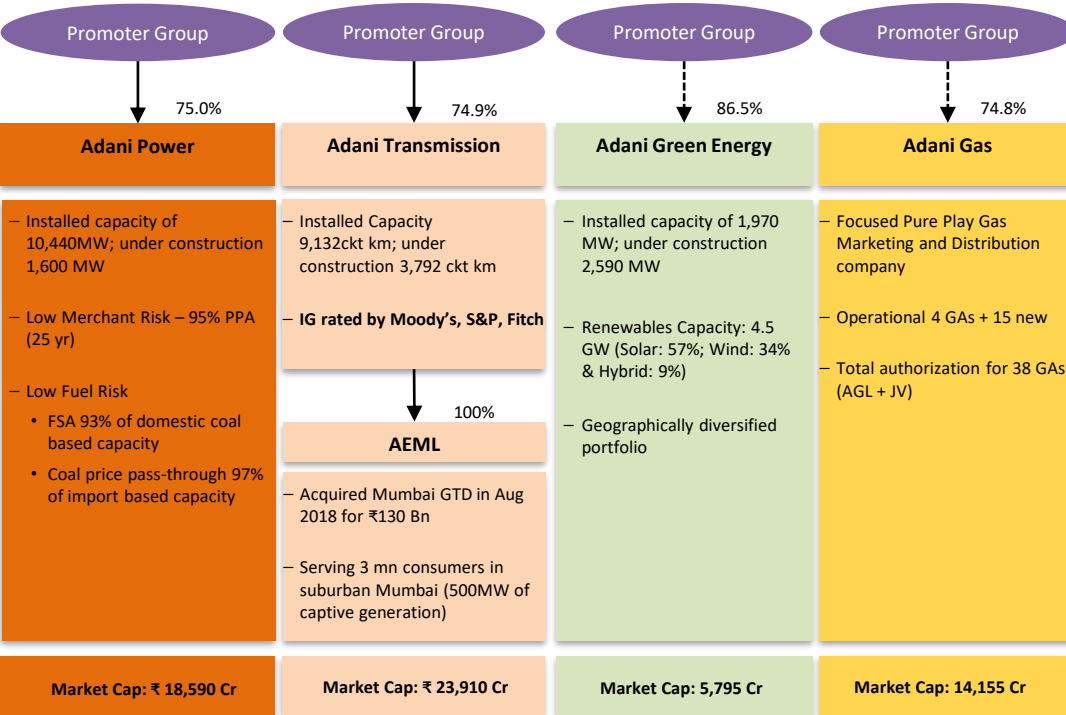 Promoter Group
Promoter Group
Promoter Group
Promoter Group
75.0%
74.9%
86.5%
74.8%
Adani Power
Adani Transmission
Adani Green Energy
Adani Gas
– Installed capacity of
10,440MW; under construction
1,600 MW
– Low Merchant Risk – 95% PPA
(25 yr)
– Low Fuel Risk
• FSA 93% of domestic coal
based capacity
• Coal price pass-through 97%
of import based capacity
– Installed Capacity
9,132ckt km; under
construction 3,792 ckt km
– IG rated by Moody’s, S&P, Fitch
100%
AEML
– Acquired Mumbai GTD in Aug
2018 for ₹130 Bn
– Serving 3 mn consumers in
suburban Mumbai (500MW of
captive generation)
– Installed capacity of 1,970
MW; under construction
2,590 MW
– Renewables Capacity: 4.5
GW (Solar: 57%; Wind: 34%
& Hybrid: 9%)
– Geographically diversified
portfolio
– Focused Pure Play Gas
Marketing and Distribution
company
– Operational 4 GAs + 15 new
– Total authorization for 38 GAs
(AGL + JV)
Market Cap: ₹ 18,590 Cr
Market Cap: ₹ 23,910 Cr
Market Cap: 5,795 Cr
Market Cap: 14,155 Cr